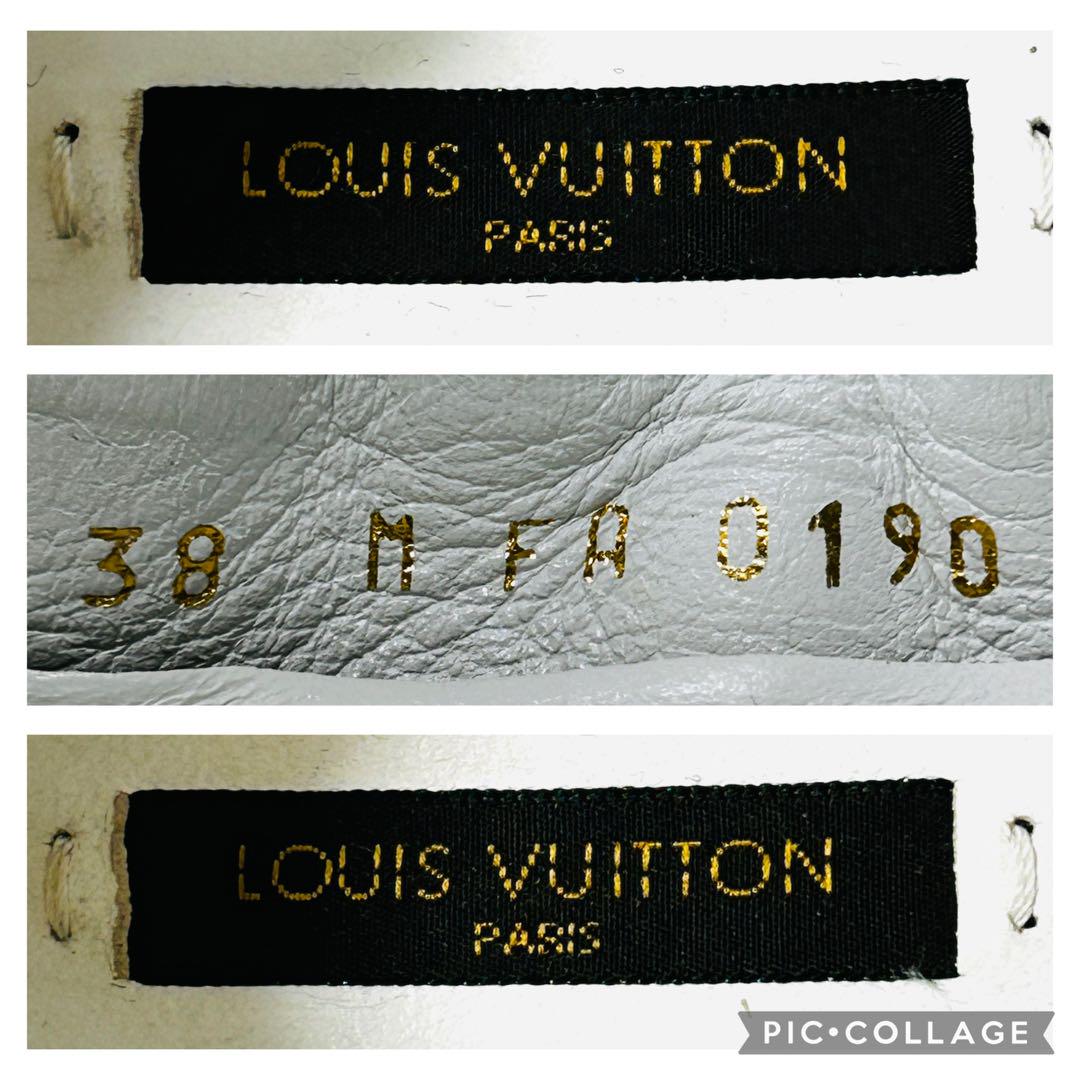 LOUIS VUITTON
PARIS
38 M FA 0190
LOUIS VUITTON
PARIS
PIC•COLLAGE